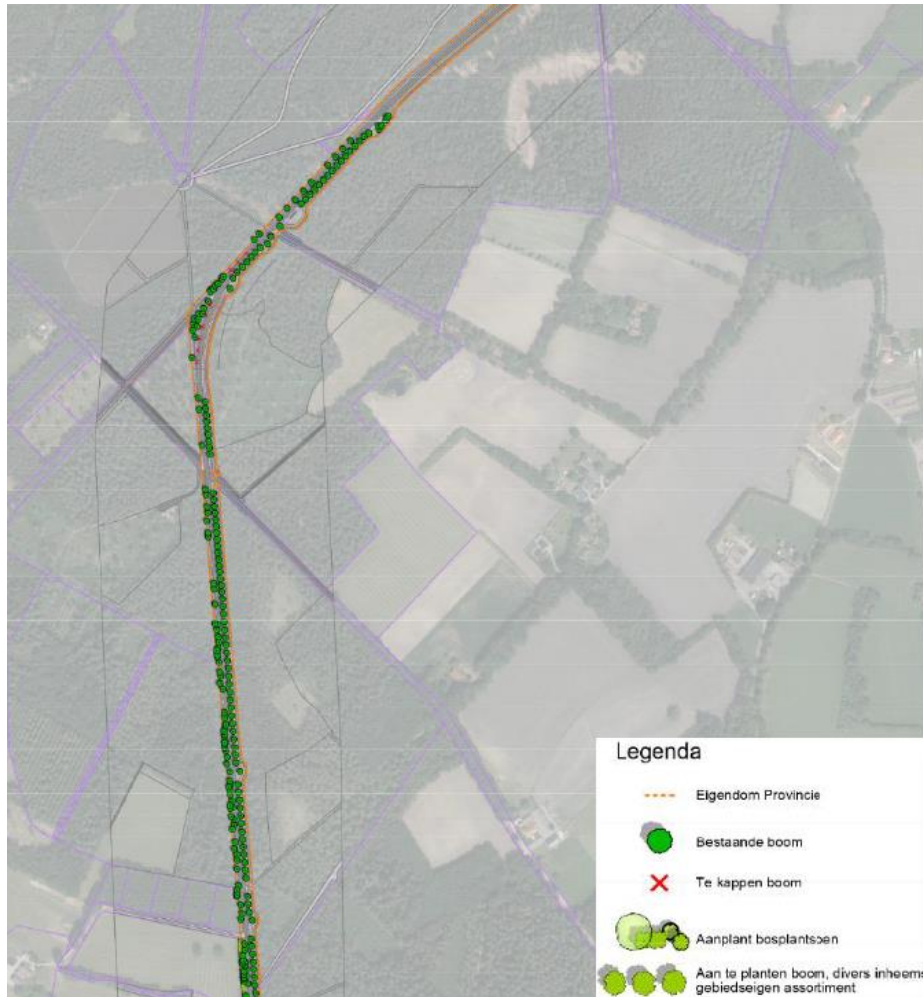 Legenda
Eigendom Provincie
Bestaande boom
Te kappen boom
Aanplant bosplantsoen
Aan te planten boom, divers inheems
gebiedseigen assortiment